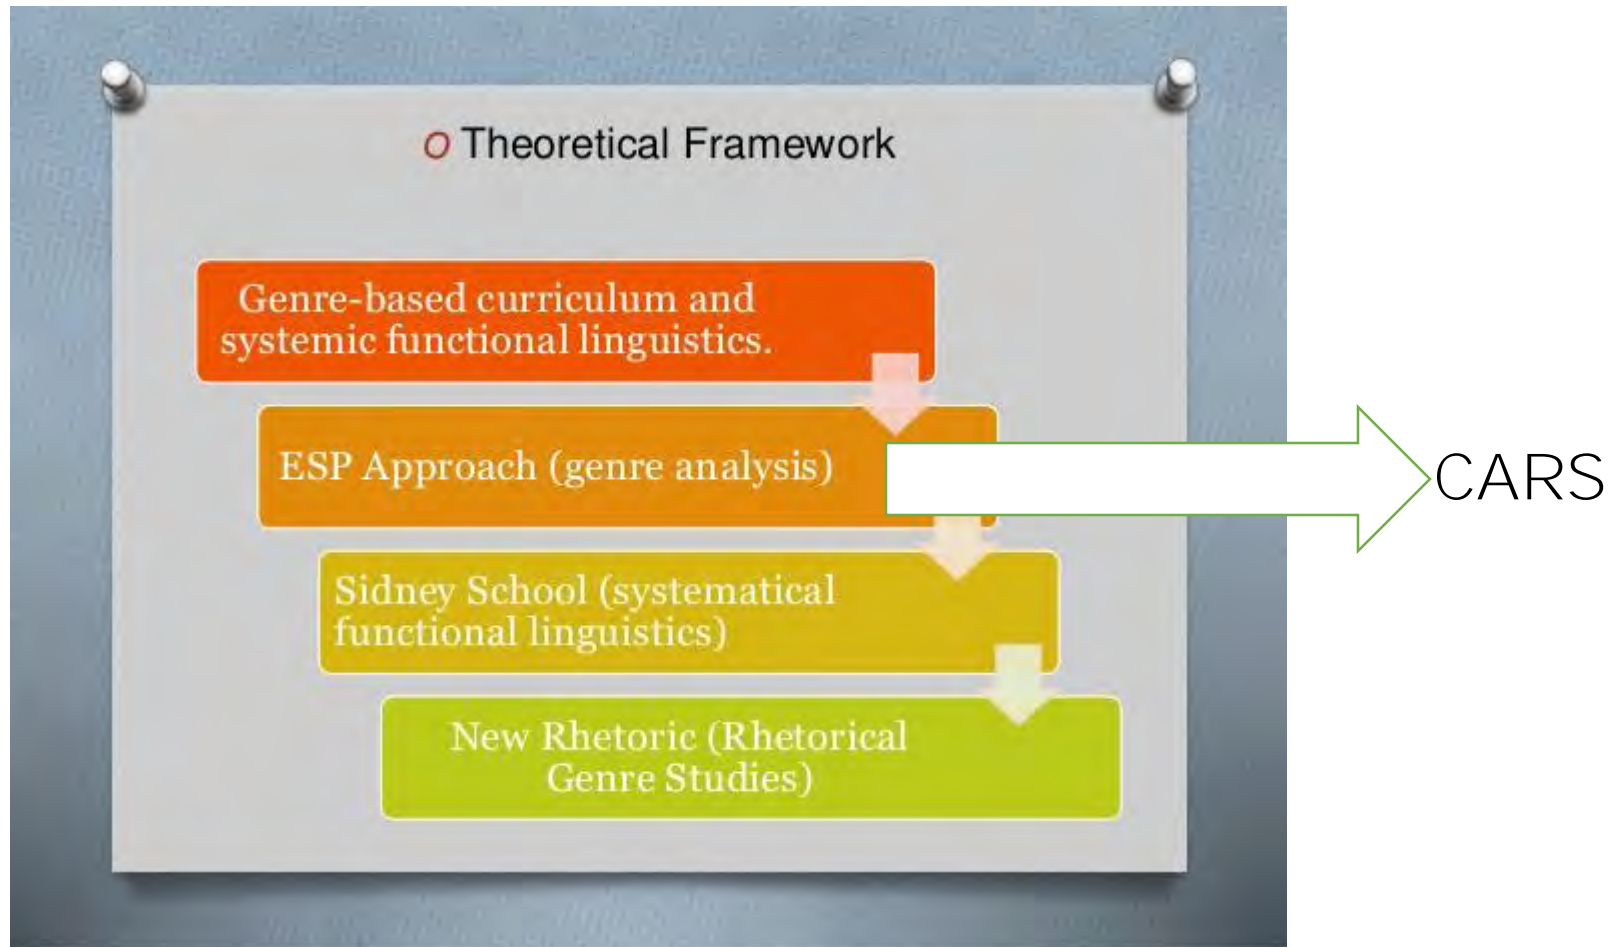 O Theoretical Framework
Genre-based curriculum and
systemic functional linguistics.
ESP Approach (genre analysis)
CARS
Sidney School (systematical
functional linguistics)
New Rhetoric (Rhetorical
Genre Studies)